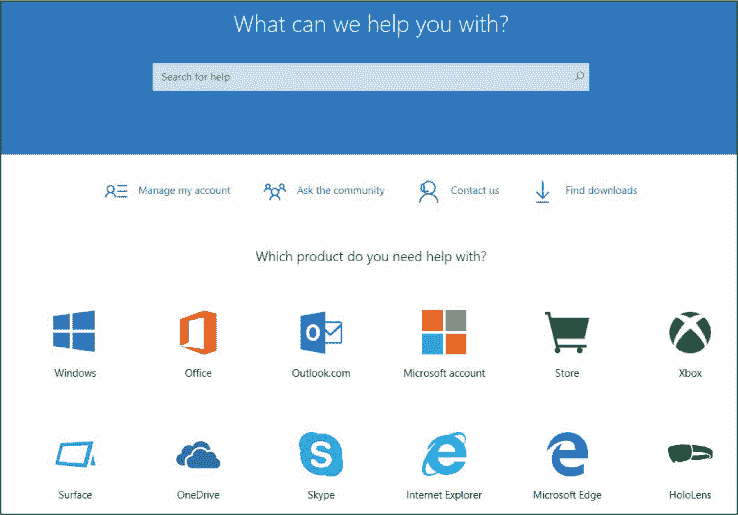 What can we help you with?
Search for help
Manage my account Ask the community Contact us Find downloads
Which product do you need help with?
Windows Office Outlook.com Microsoft account Store Xbox
Surface OneDrive Skype Internet Explorer Microsoft Edge HoloLens